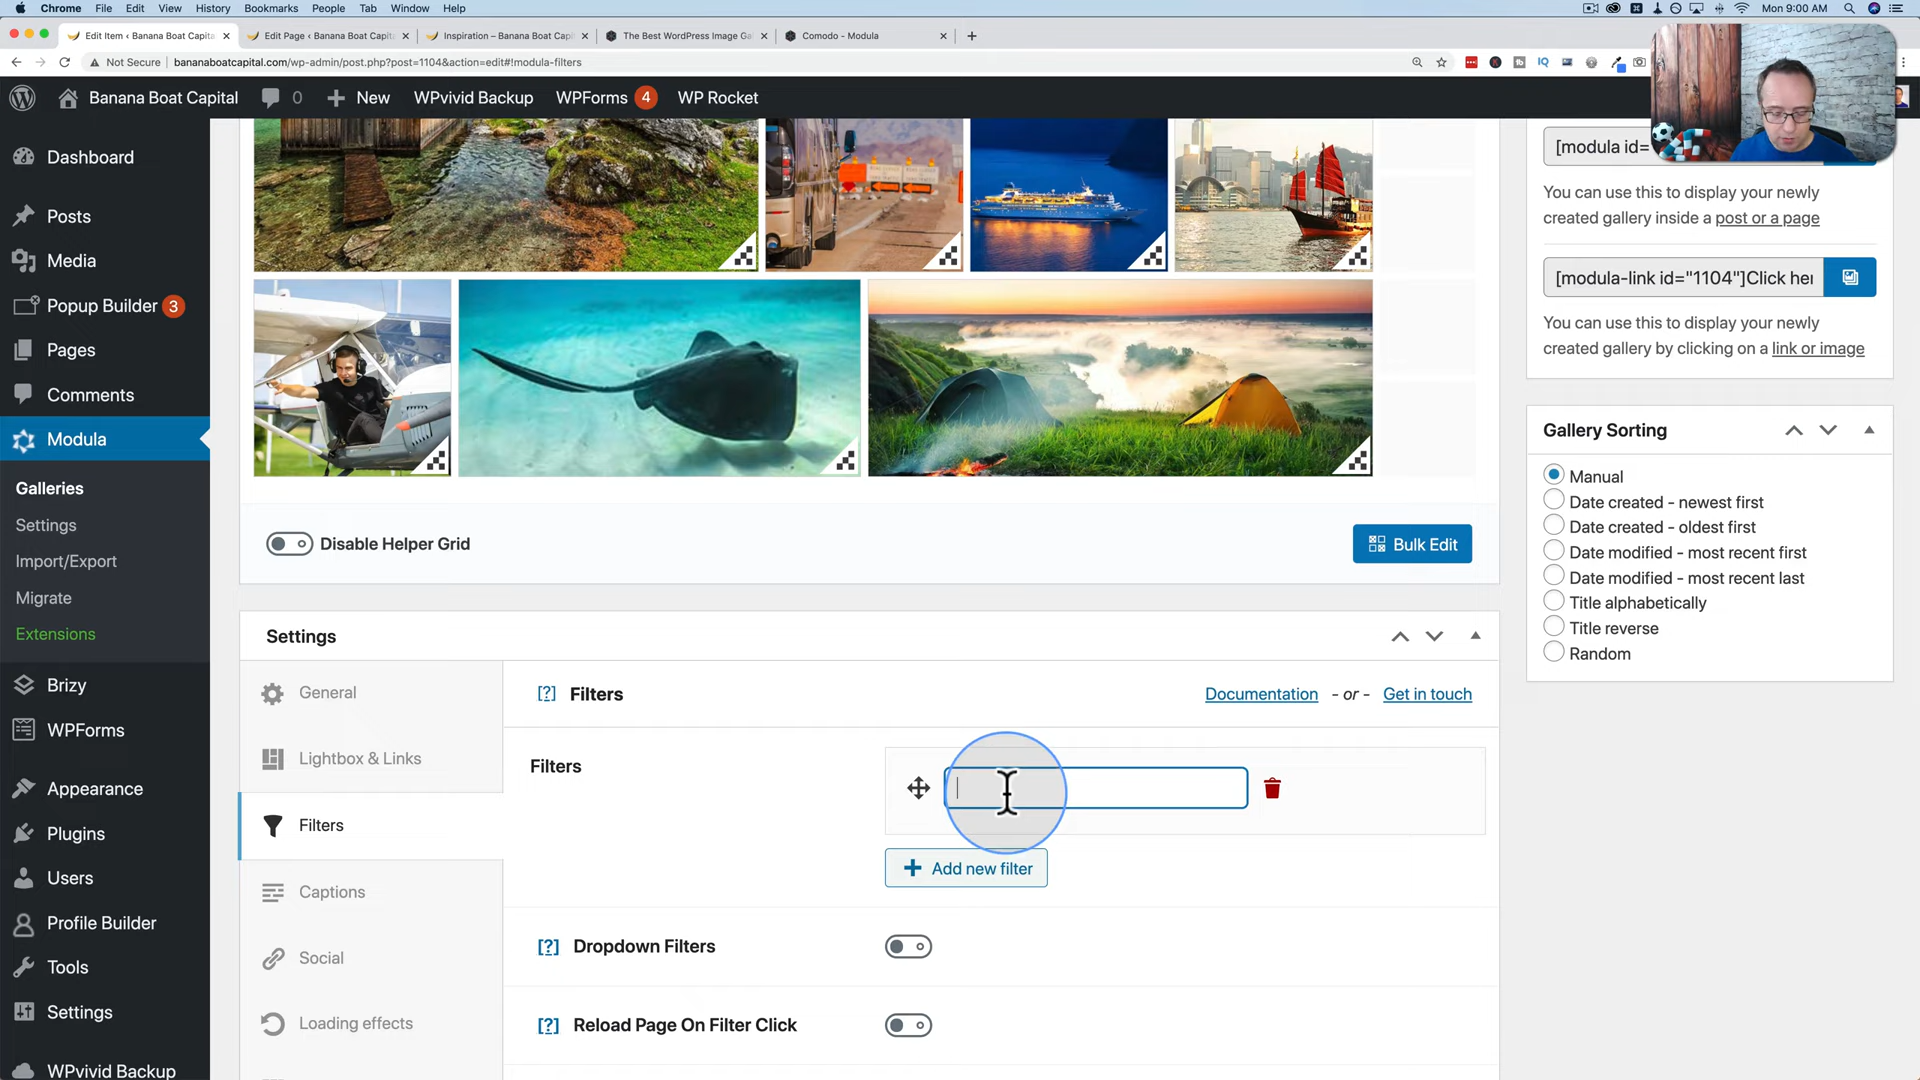 Chrome File Edit View History Bookmarks People Tab Window Help Mon 9:00 AM
Edit Item ‹ Banana Boat Capita
Edit Page ‹ Banana Boat Capita
Inspiration – Banana Boat Capi
The Best WordPress Image Ga
Comodo - Modula
Not Secure bananaboatcapital.com/wp-admin/post.php?post=1104&action=edit#!modula-filters
Banana Boat Capital 0 New WPvivid Backup WPForms 4 WP Rocket
Dashboard
Posts
Media
Popup Builder 3
Pages
Comments
Modula
Galleries
Settings
Import/Export
Migrate
Extensions
Brizy
WPForms
Appearance
Plugins
Users
Profile Builder
Tools
Settings
WPvivid Backup
Disable Helper Grid
Bulk Edit
Settings
General
Lightbox & Links
Filters
Captions
Social
Loading effects
[?] Filters
Documentation - or - Get in touch
Filters
Add new filter
[?] Dropdown Filters
[?] Reload Page On Filter Click
[modula id=
You can use this to display your newly
created gallery inside a post or a page
[modula-link id="1104"]Click her
You can use this to display your newly
created gallery by clicking on a link or image
Gallery Sorting
Manual
Date created - newest first
Date created - oldest first
Date modified - most recent first
Date modified - most recent last
Title alphabetically
Title reverse
Random